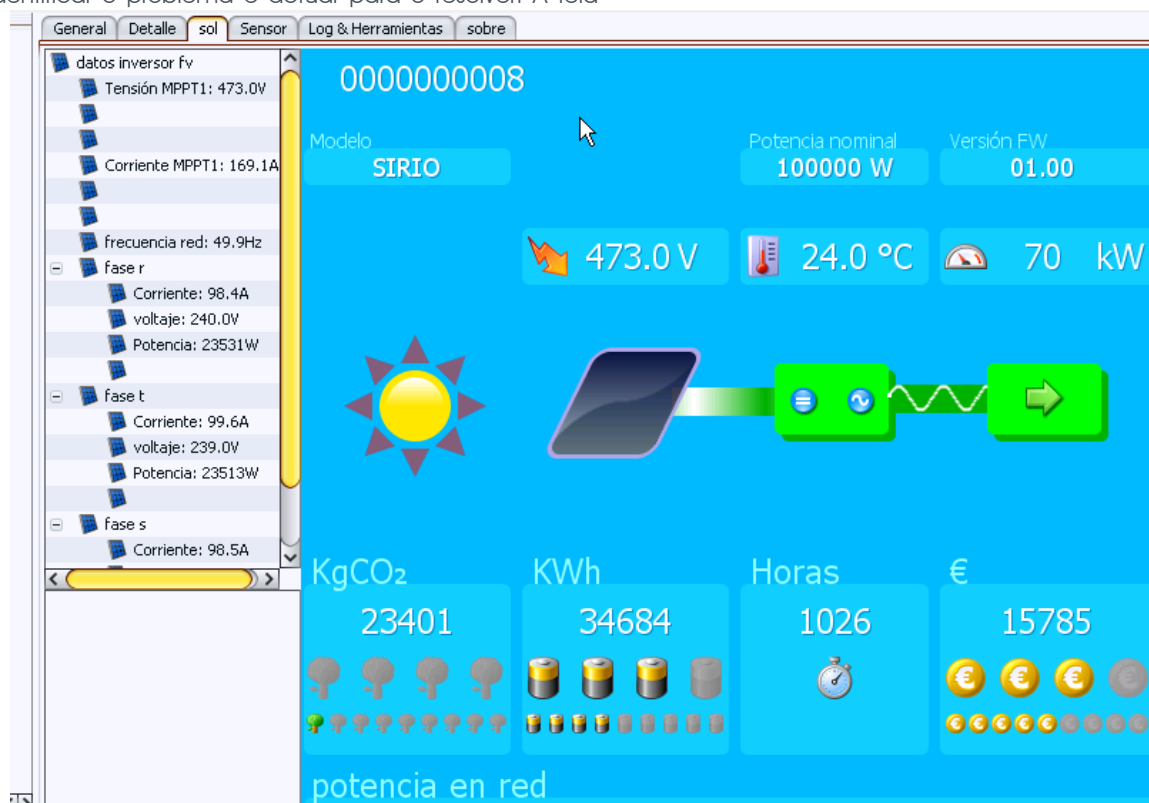 General Detalle sol Sensor Log & Herramientas sobre
datos inversor fv
Tensión MPPT1: 473.0V
Corriente MPPT1: 169.1A
frecuencia red: 49.9Hz
fase r
Corriente: 98.4A
voltaje: 240.0V
Potencia: 23531W
fase t
Corriente: 99.6A
voltaje: 239.0V
Potencia: 23513W
fase s
Corriente: 98.5A
0000000008
Modelo
SIRIO
Potencia nominal
100000 W
Versión FW
01.00
473.0 V
24.0 °C
70 kW
KgCO₂
23401
KWh
34684
Horas
1026
€
15785
potencia en red